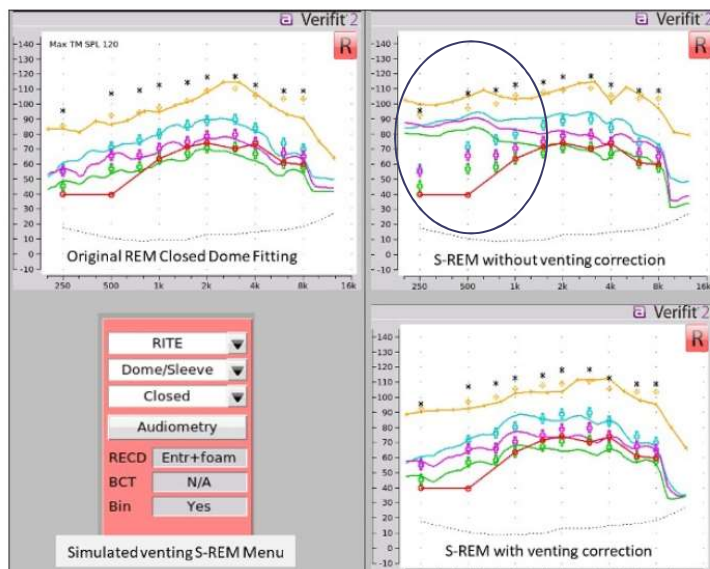 Verifit 2
Max TM SPL 120
R
140
130
120
110
100
90
80
70
60
50
40
30
20
10
0
-10
Original REM Closed Dome Fitting
250 500 1k 2k 4k 8k 16k
Verifit 2
R
140
130
120
110
100
90
80
70
60
50
40
30
20
10
0
-10
S-REM without venting correction
250 500 1k 2k 4k 8k 16k
RITE
Dome/Sleeve
Closed
Audiometry
RECD Entr+foam
BCT N/A
Bin Yes
Simulated venting S-REM Menu
Verifit 2
R
140
130
120
110
100
90
80
70
60
50
40
30
20
10
0
-10
S-REM with venting correction
250 500 1k 2k 4k 8k 16k